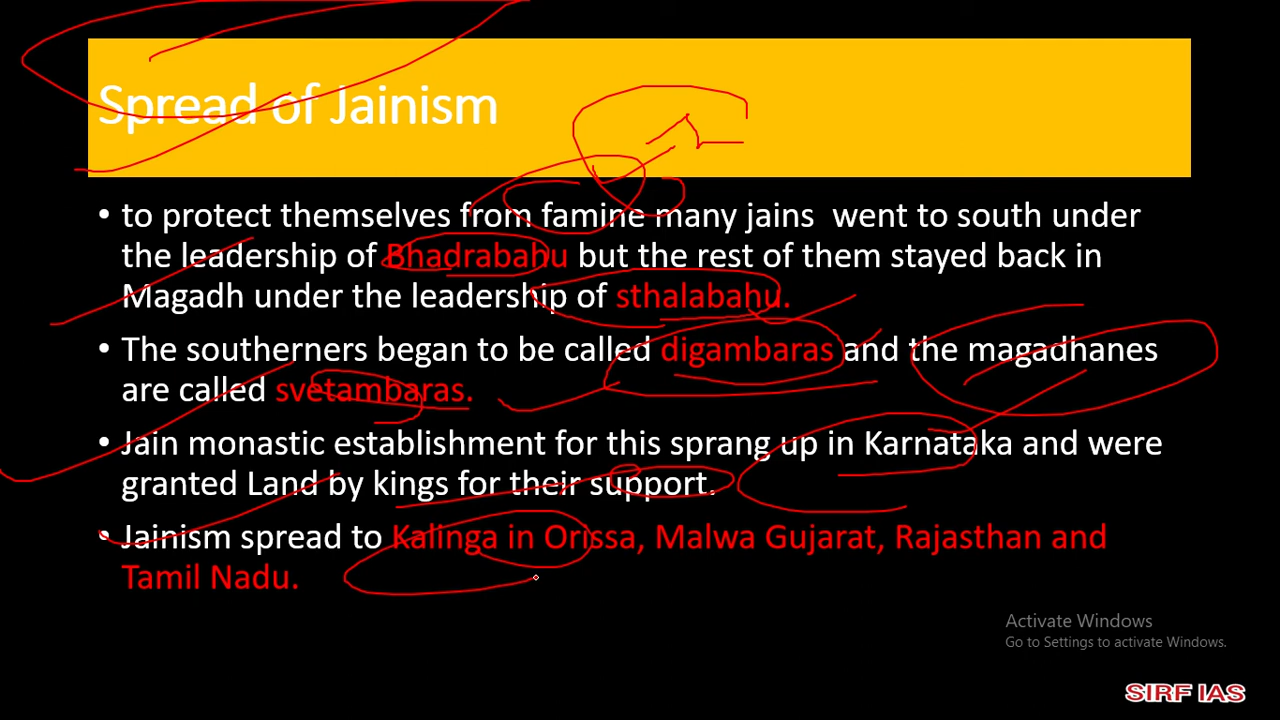 Spread of Jainism
• to protect themselves from famine many jains went to south under
the leadership of Bhadrabahu but the rest of them stayed back in
Magadh under the leadership of sthalabahu.
• The southerners began to be called digambaras and the magadhanes
are called svetambaras.
• Jain monastic establishment for this sprang up in Karnataka and were
granted Land by kings for their support.
• Jainism spread to Kalinga in Orissa, Malwa Gujarat, Rajasthan and
Tamil Nadu.
Activate Windows
Go to Settings to activate Windows.
SIRF IAS